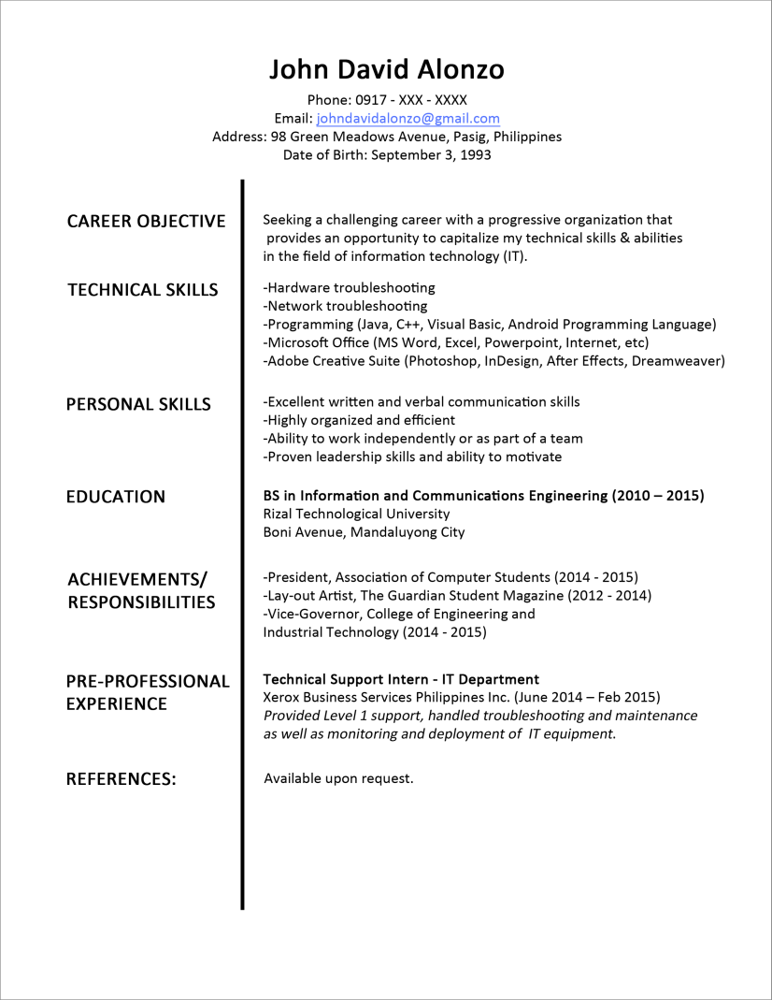 John David Alonzo
Phone: 0917 - XXX - XXXX
Email: johndavidalonzo@gmail.com
Address: 98 Green Meadows Avenue, Pasig, Philippines
Date of Birth: September 3, 1993
CAREER OBJECTIVE
Seeking a challenging career with a progressive organization that
provides an opportunity to capitalize my technical skills & abilities
in the field of information technology (IT).
TECHNICAL SKILLS
-Hardware troubleshooting
-Network troubleshooting
-Programming (Java, C++, Visual Basic, Android Programming Language)
-Microsoft Office (MS Word, Excel, Powerpoint, Internet, etc)
-Adobe Creative Suite (Photoshop, InDesign, After Effects, Dreamweaver)
PERSONAL SKILLS
-Excellent written and verbal communication skills
-Highly organized and efficient
-Ability to work independently or as part of a team
-Proven leadership skills and ability to motivate
EDUCATION
BS in Information and Communications Engineering (2010 – 2015)
Rizal Technological University
Boni Avenue, Mandaluyong City
ACHIEVEMENTS/
RESPONSIBILITIES
-President, Association of Computer Students (2014 - 2015)
-Lay-out Artist, The Guardian Student Magazine (2012 - 2014)
-Vice-Governor, College of Engineering and
Industrial Technology (2014 - 2015)
PRE-PROFESSIONAL
EXPERIENCE
Technical Support Intern - IT Department
Xerox Business Services Philippines Inc. (June 2014 – Feb 2015)
Provided Level 1 support, handled troubleshooting and maintenance
as well as monitoring and deployment of  IT equipment.
REFERENCES:
Available upon request.